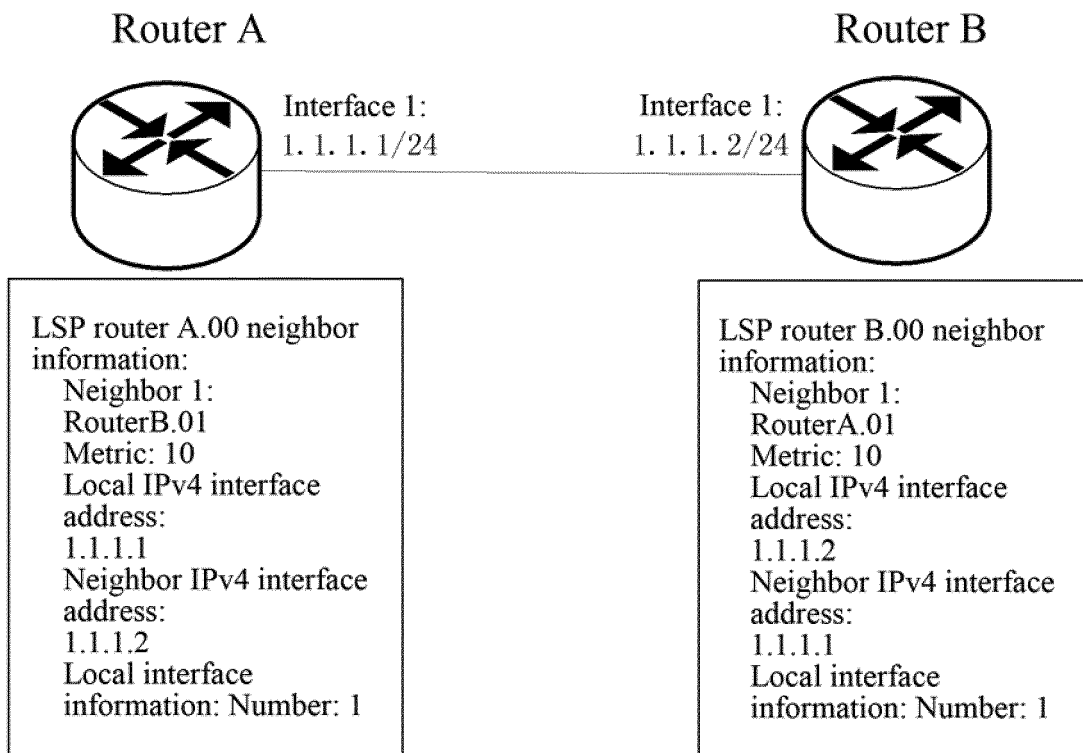 Router A
Router B
Interface 1:
1. 1. 1. 1/24
Interface 1:
1. 1. 1. 2/24
LSP router A.00 neighbor
information:
Neighbor 1:
RouterB.01
Metric: 10
Local IPv4 interface
address:
1.1.1.1
Neighbor IPv4 interface
address:
1.1.1.2
Local interface
information: Number: 1
LSP router B.00 neighbor
information:
Neighbor 1:
RouterA.01
Metric: 10
Local IPv4 interface
address:
1.1.1.2
Neighbor IPv4 interface
address:
1.1.1.1
Local interface
information: Number: 1